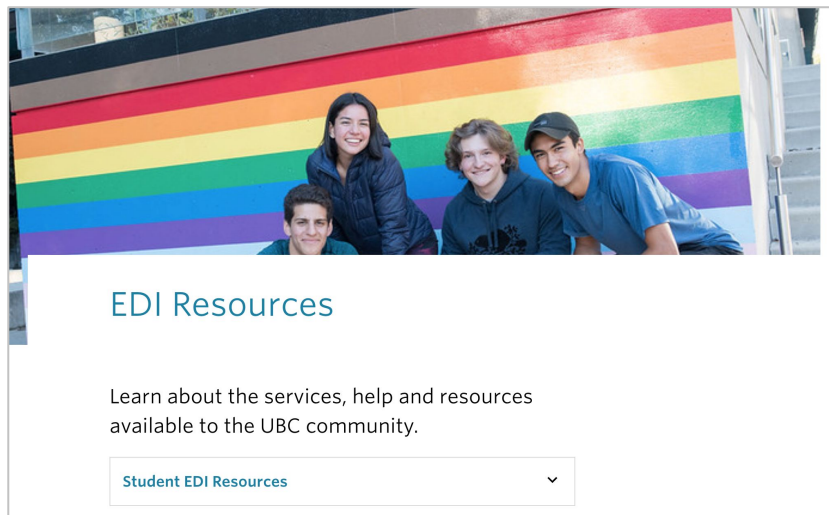 EDI Resources
Learn about the services, help and resources
available to the UBC community.
Student EDI Resources